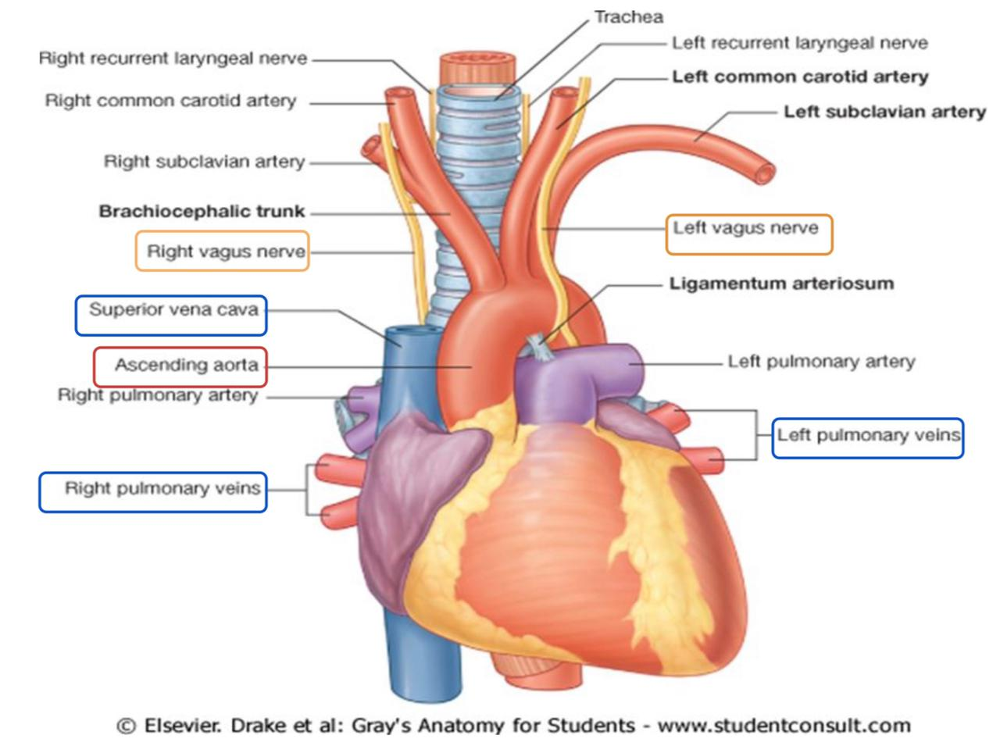 Trachea
Left recurrent laryngeal nerve
Right recurrent laryngeal nerve
Left common carotid artery
Right common carotid artery
Left subclavian artery
Right subclavian artery
Brachiocephalic trunk
Left vagus nerve
Right vagus nerve
Ligamentum arteriosum
Superior vena cava
Ascending aorta
Left pulmonary artery
Right pulmonary artery
Left pulmonary veins
Right pulmonary veins
© Elsevier. Drake et al: Gray's Anatomy for Students - www.studentconsult.com